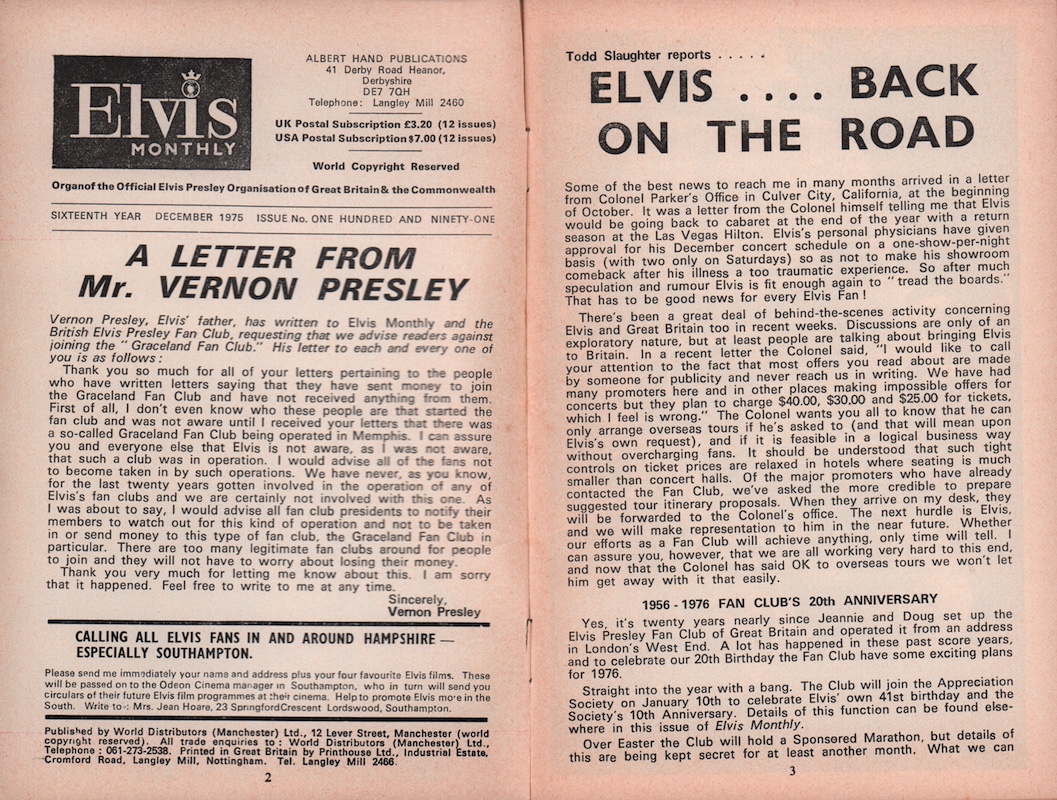 Elvis
MONTHLY
ALBERT HAND PUBLICATIONS
41 Derby Road Heanor,
Derbyshire
DE7 7QH
Telephone: Langley Mill 2460
UK Postal Subscription £3.20 (12 issues)
USA Postal Subscription $7.00 (12 issues)
World Copyright Reserved
Organ of the Official Elvis Presley Organisation of Great Britain & the Commonwealth
SIXTEENTH YEAR DECEMBER 1975 ISSUE No. ONE HUNDRED AND NINETY-ONE
A LETTER FROM
Mr. VERNON PRESLEY
Vernon Presley, Elvis' father, has written to Elvis Monthly and the
British Elvis Presley Fan Club, requesting that we advise readers against
joining the "Graceland Fan Club." His letter to each and every one of
you is as follows:
Thank you so much for all of your letters pertaining to the people
who have written letters saying that they have sent money to join
the Graceland Fan Club and have not received anything from them.
First of all, I don't even know who these people are that started the
fan club and was not aware until I received your letters that there was
a so-called Graceland Fan Club being operated in Memphis. I can assure
you and everyone else that Elvis is not aware, as I was not aware,
that such a club was in operation. I would advise all of the fans not
to become taken in by such operations. We have never, as you know,
for the last twenty years gotten involved in the operation of any of
Elvis's fan clubs and we are certainly not involved with this one. As
I was about to say, I would advise all fan club presidents to notify their
members to watch out for this kind of operation and not to be taken
in or send money to this type of fan club, the Graceland Fan Club in
particular. There are too many legitimate fan clubs around for people
to join and they will not have to worry about losing their money.
Thank you very much for letting me know about this. I am sorry
that it happened. Feel free to write to me at any time.
Sincerely,
Vernon Presley
CALLING ALL ELVIS FANS IN AND AROUND HAMPSHIRE —
ESPECIALLY SOUTHAMPTON.
Please send me immediately your name and address plus your four favourite Elvis films. These
will be passed on to the Odeon Cinema manager in Southampton, who in turn will send you
circulars of their future Elvis film programmes at their cinema. Help to promote Elvis more in the
South. Write to:: Mrs. Jean Hoare, 23 Springford Crescent Lordswood, Southampton.
Published by World Distributors (Manchester) Ltd., 12 Lever Street, Manchester (world
copyright reserved). All trade enquiries to: World Distributors (Manchester) Ltd.,
Telephone: 061-273-2538. Printed in Great Britain by Printhouse Ltd., Industrial Estate,
Cromford Road, Langley Mill, Nottingham. Tel. Langley Mill 2466.
2
Todd Slaughter reports . . . . .
ELVIS .... BACK
ON THE ROAD
Some of the best news to reach me in many months arrived in a letter
from Colonel Parker's Office in Culver City, California, at the beginning
of October. It was a letter from the Colonel himself telling me that Elvis
would be going back to cabaret at the end of the year with a return
season at the Las Vegas Hilton. Elvis's personal physicians have given
approval for his December concert schedule on a one-show-per-night
basis (with two only on Saturdays) so as not to make his showroom
comeback after his illness a too traumatic experience. So after much
speculation and rumour Elvis is fit enough again to "tread the boards."
That has to be good news for every Elvis Fan!
There's been a great deal of behind-the-scenes activity concerning
Elvis and Great Britain too in recent weeks. Discussions are only of an
exploratory nature, but at least people are talking about bringing Elvis
to Britain. In a recent letter the Colonel said, "I would like to call
your attention to the fact that most offers you read about are made
by someone for publicity and never reach us in writing. We have had
many promoters here and in other places making impossible offers for
concerts but they plan to charge $40.00, $30.00 and $25.00 for tickets,
which I feel is wrong." The Colonel wants you all to know that he can
only arrange overseas tours if he's asked to (and that will mean upon
Elvis's own request), and if it is feasible in a logical business way
without overcharging fans. It should be understood that such tight
controls on ticket prices are relaxed in hotels where seating is much
smaller than concert halls. Of the major promoters who have already
contacted the Fan Club, we've asked the more credible to prepare
suggested tour itinerary proposals. When they arrive on my desk, they
will be forwarded to the Colonel's office. The next hurdle is Elvis,
and we will make representation to him in the near future. Whether
our efforts as a Fan Club will achieve anything, only time will tell. I
can assure you, however, that we are all working very hard to this end,
and now that the Colonel has said OK to overseas tours we won't let
him get away with it that easily.
1956 - 1976 FAN CLUB'S 20th ANNIVERSARY
Yes, it's twenty years nearly since Jeannie and Doug set up the
Elvis Presley Fan Club of Great Britain and operated it from an address
in London's West End. A lot has happened in these past score years,
and to celebrate our 20th Birthday the Fan Club have some exciting plans
for 1976.
Straight into the year with a bang. The Club will join the Appreciation
Society on January 10th to celebrate Elvis' own 41st birthday and the
Society's 10th Anniversary. Details of this function can be found else-
where in this issue of Elvis Monthly.
Over Easter the Club will hold a Sponsored Marathon, but details of
this are being kept secret for at least another month. What we can
3